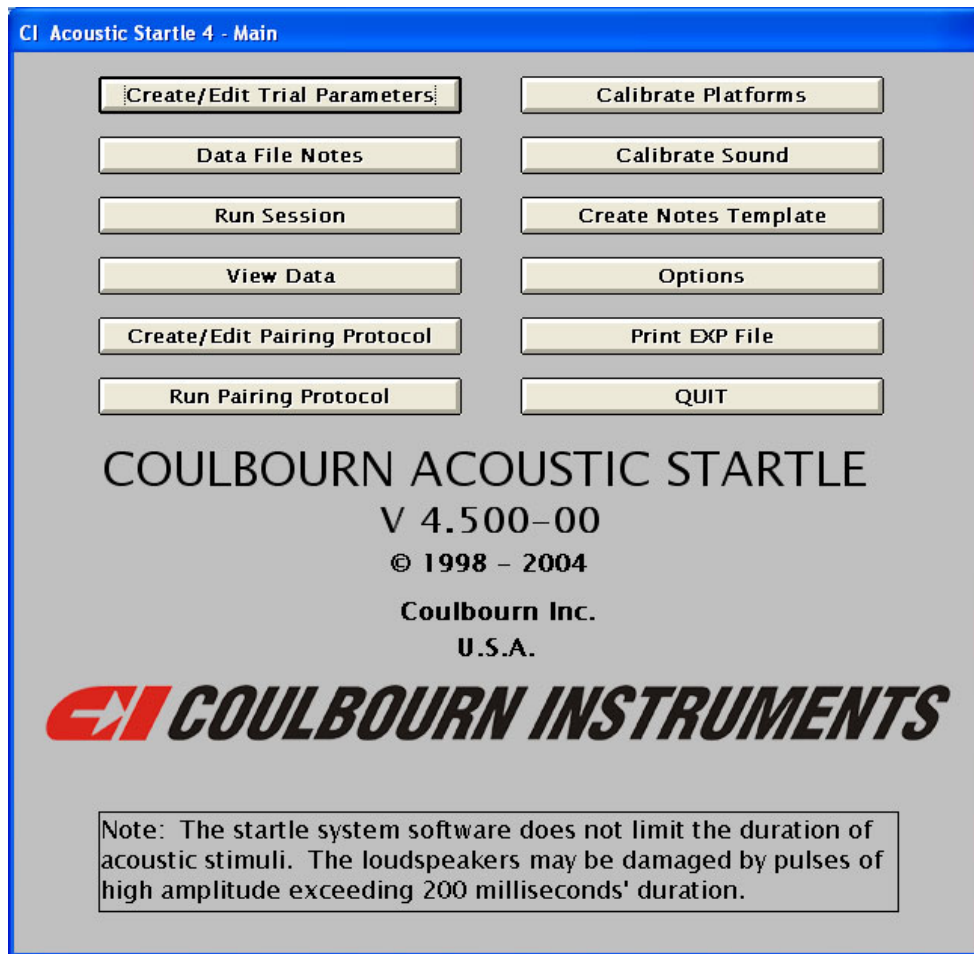 CI Acoustic Startle 4 - Main
Create/Edit Trial Parameters
Calibrate Platforms
Data File Notes
Calibrate Sound
Run Session
Create Notes Template
View Data
Options
Create/Edit Pairing Protocol
Print EXP File
Run Pairing Protocol
QUIT
COULBOURN ACOUSTIC STARTLE
V 4.500-00
© 1998 - 2004
Coulbourn Inc.
U.S.A.
CI COULBOURN INSTRUMENTS
Note: The startle system software does not limit the duration of
acoustic stimuli. The loudspeakers may be damaged by pulses of
high amplitude exceeding 200 milliseconds' duration.